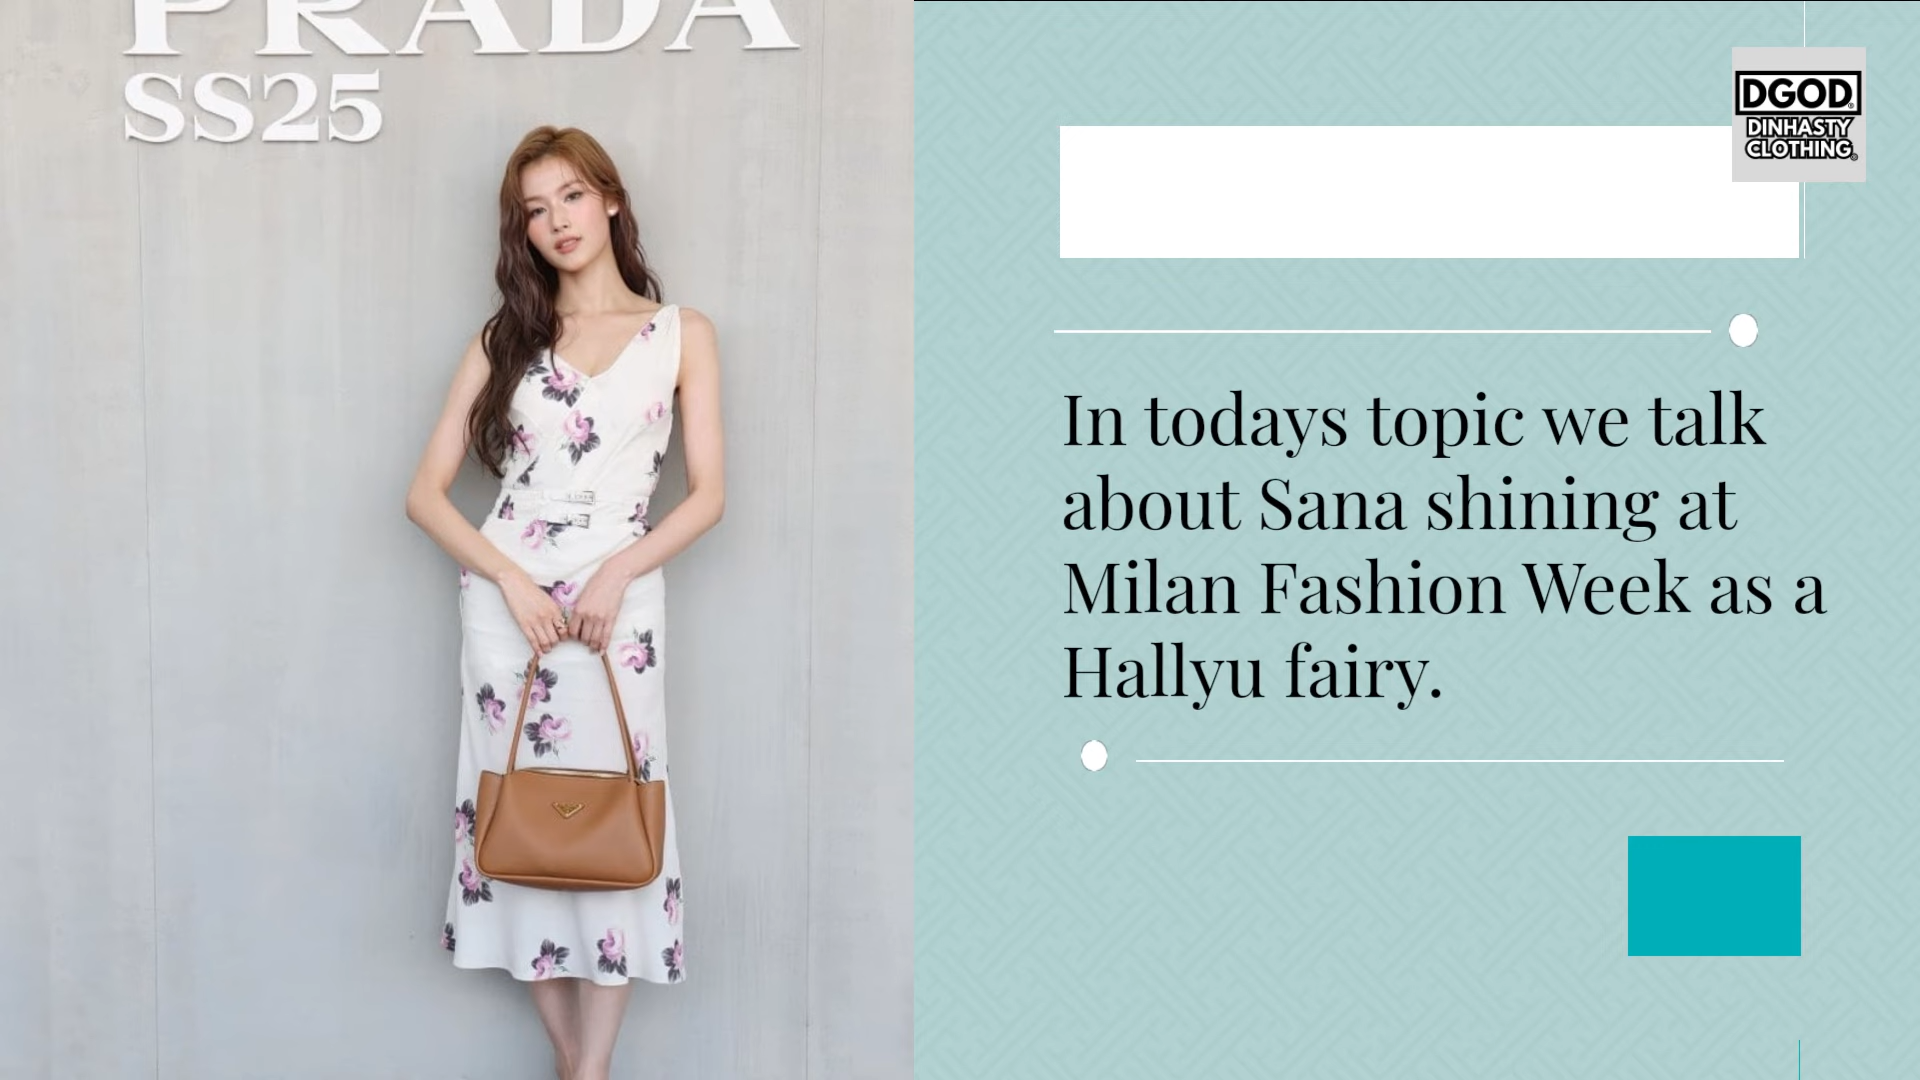 PRADA
SS25
DGOD®
DINHASTY
CLOTHING®
In todays topic we talk
about Sana shining at
Milan Fashion Week as a
Hallyu fairy.